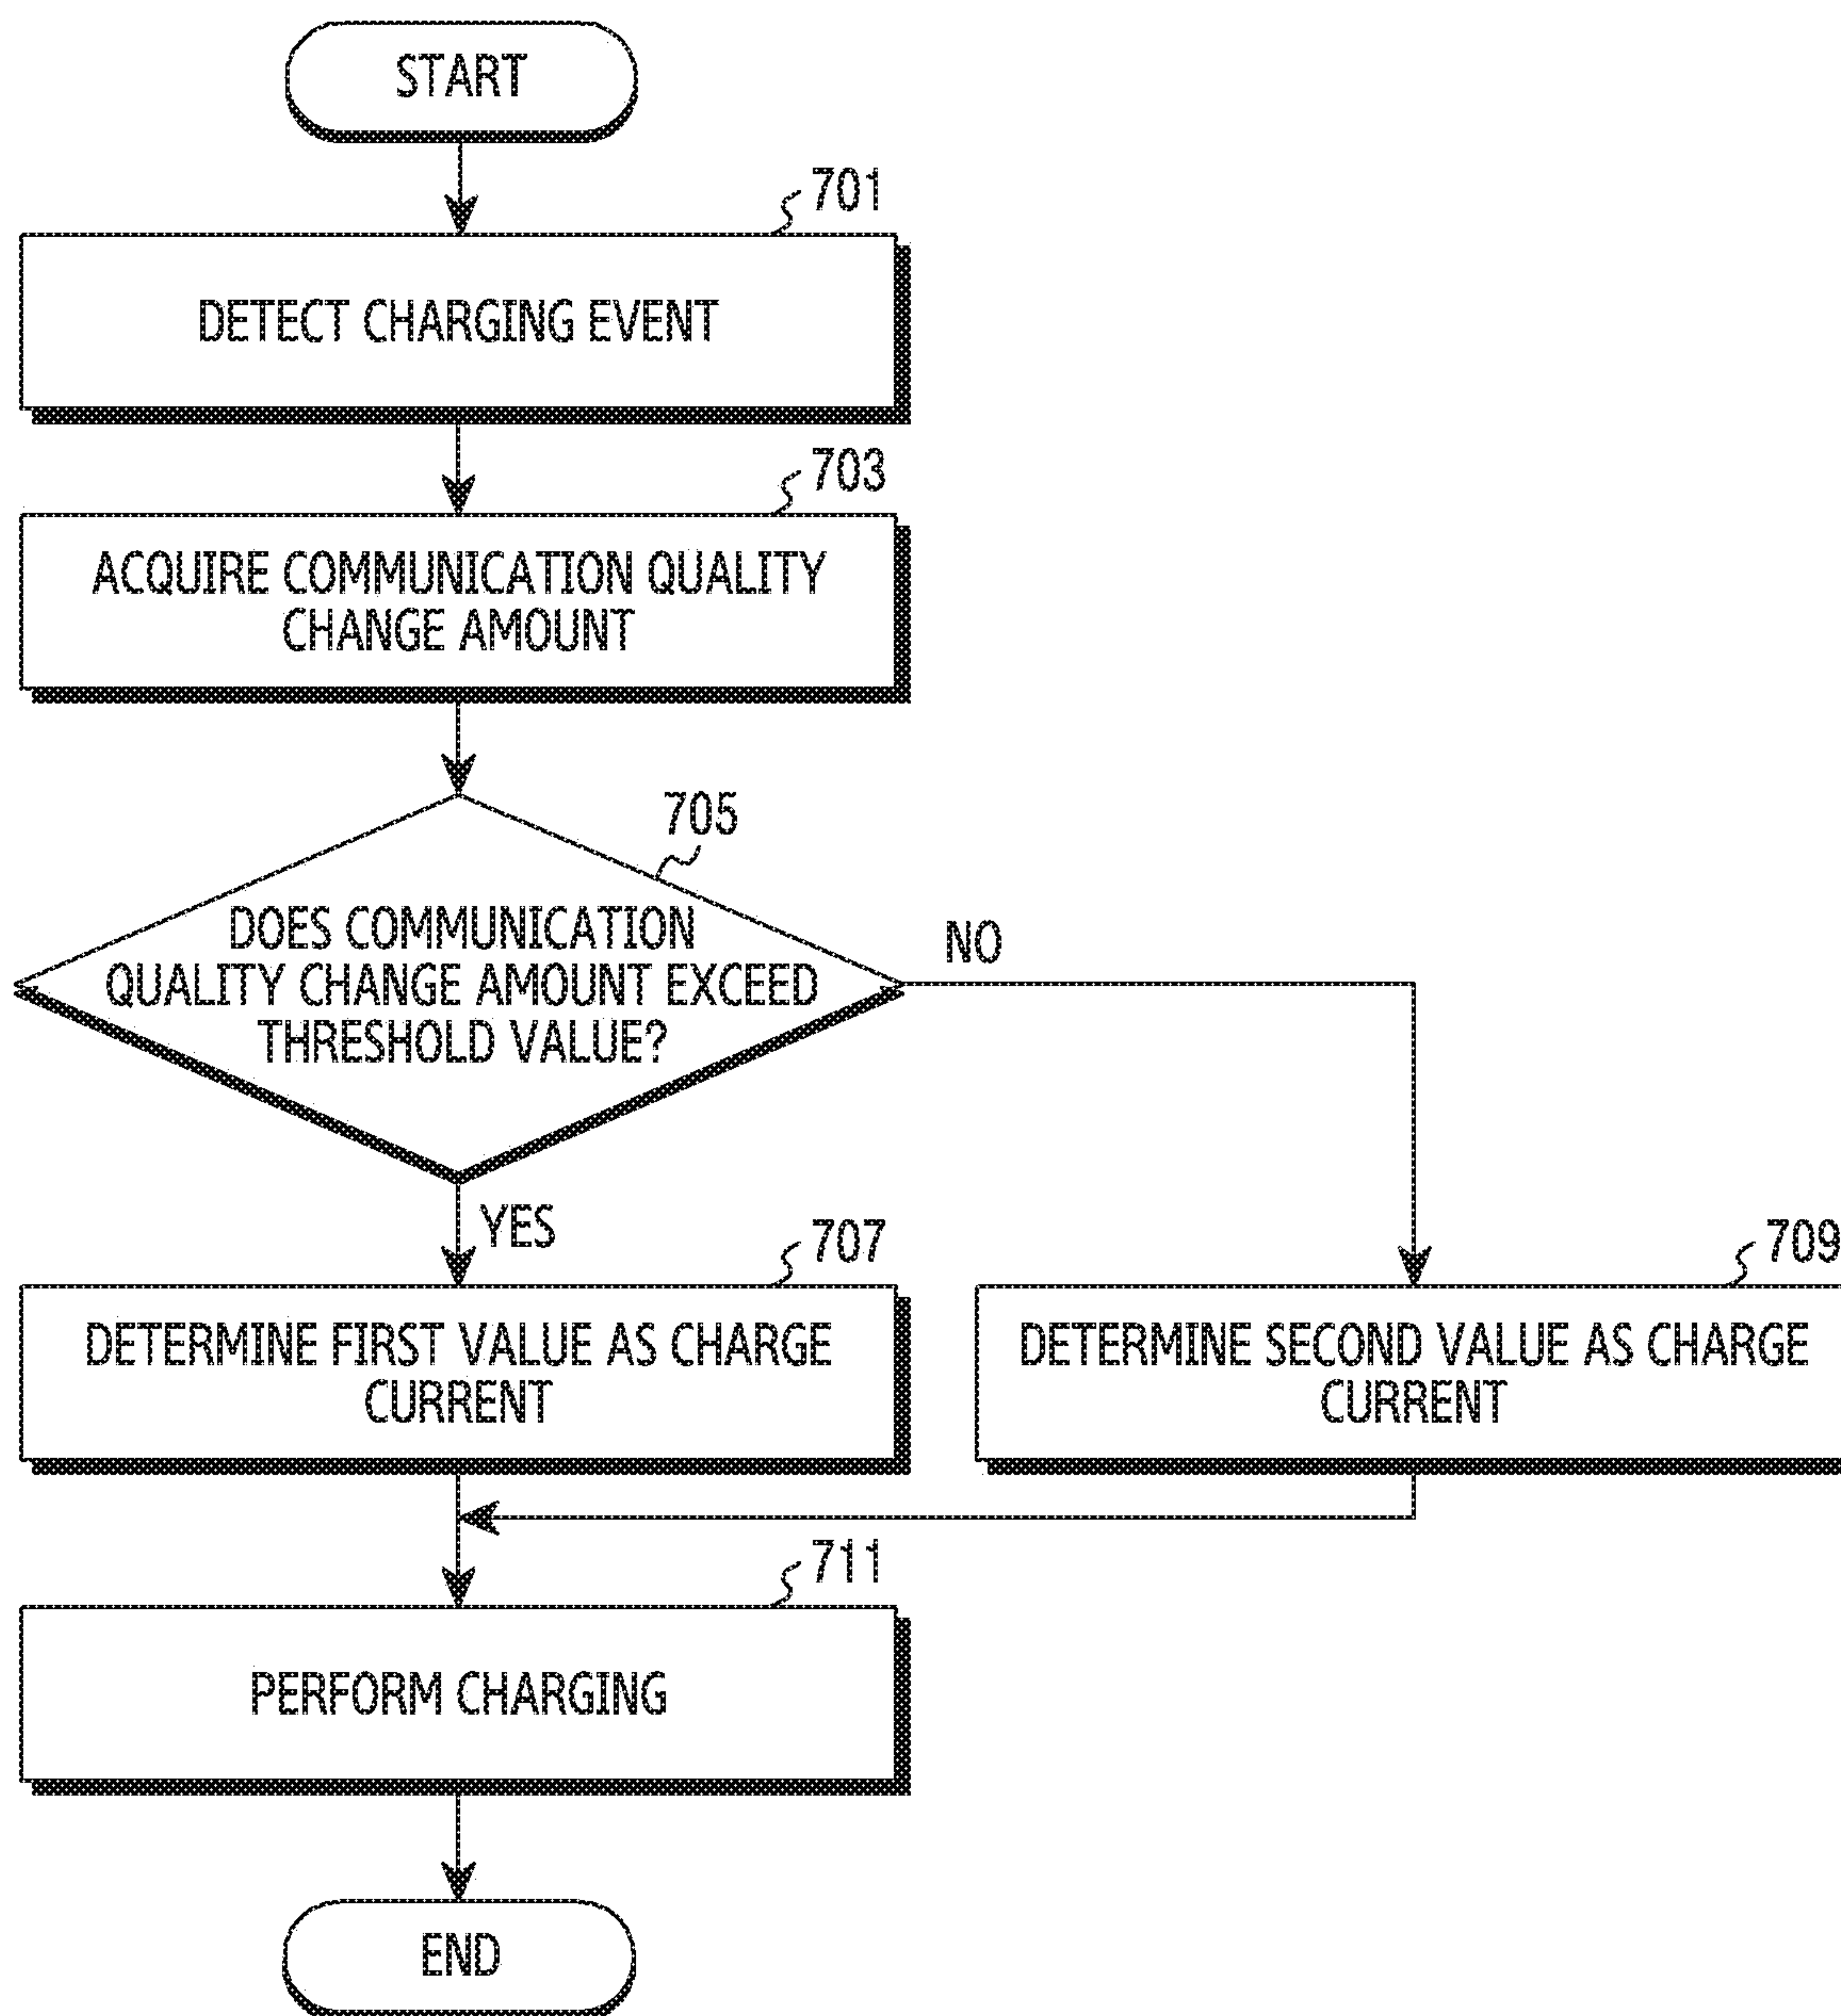 START
701
DETECT CHARGING EVENT
703
ACQUIRE COMMUNICATION QUALITY
CHANGE AMOUNT
705
DOES COMMUNICATION
QUALITY CHANGE AMOUNT EXCEED
THRESHOLD VALUE?
NO
YES
707
DETERMINE FIRST VALUE AS CHARGE
CURRENT
709
DETERMINE SECOND VALUE AS CHARGE
CURRENT
711
PERFORM CHARGING
END